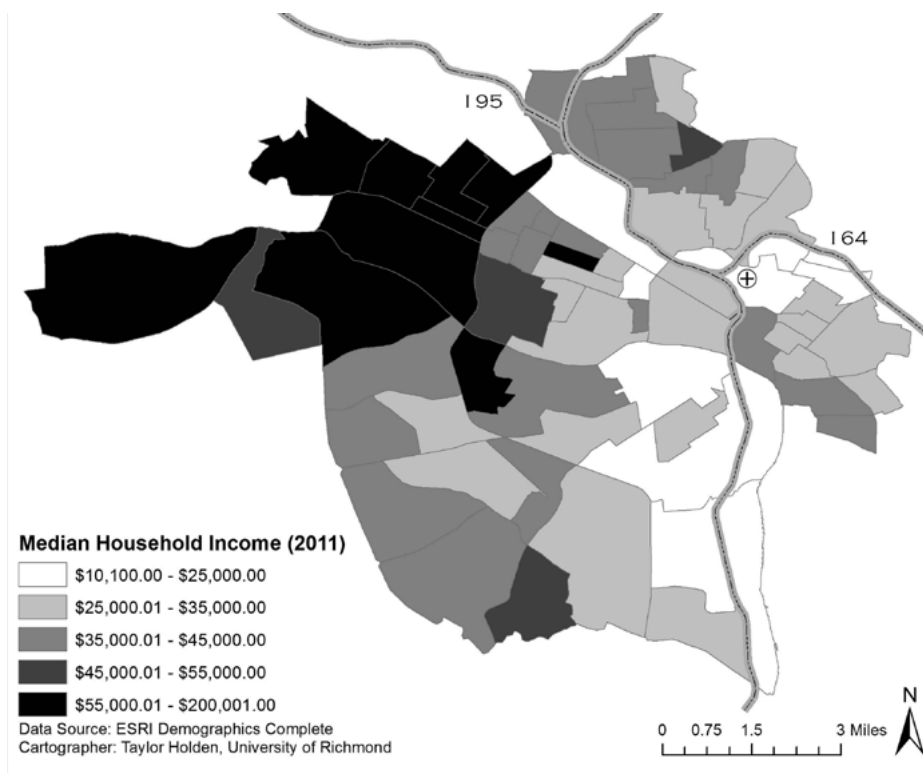 I 95
I 64
Median Household Income (2011)
$10,100.00 - $25,000.00
$25,000.01 - $35,000.00
$35,000.01 - $45,000.00
$45,000.01 - $55,000.00
$55,000.01 - $200,001.00
Data Source: ESRI Demographics Complete
Cartographer: Taylor Holden, University of Richmond
0 0.75 1.5 3 Miles
N